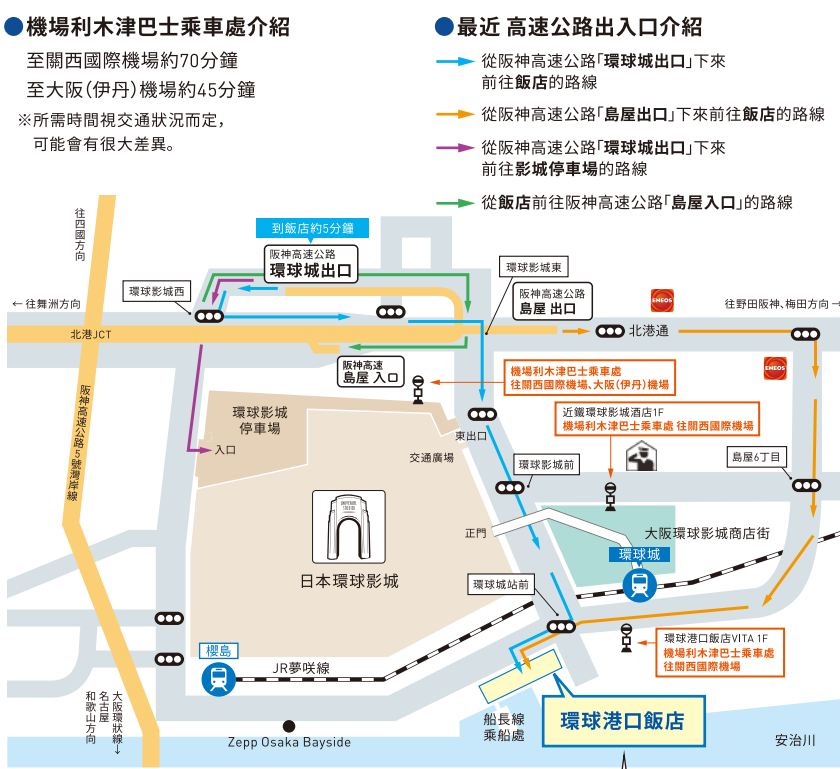 機場利木津巴士乘車處介紹
至關西國際機場約70分鐘
至大阪(伊丹)機場約45分鐘
※所需時間視交通狀況而定,
可能會有很大差異。
最近 高速公路出入口介紹
從阪神高速公路「環球城出口」下來
前往飯店的路線
從阪神高速公路「島屋出口」下來前往飯店的路線
從阪神高速公路「環球城出口」下來
前往影城停車場的路線
從飯店前往阪神高速公路「島屋入口」的路線
往四國方向
到飯店約5分鐘
阪神高速公路
環球城出口
環球影城東
環球影城西
阪神高速公路
島屋 出口
ENEOS
←往舞洲方向
往野田阪神、梅田方向→
北港JCT
北港通
阪神高速
島屋 入口
機場利木津巴士乘車處
往關西國際機場、大阪(伊丹)機場
ENEOS
阪神高速公路5號灣岸線
環球影城
停車場
入口
近鐵環球影城酒店1F
機場利木津巴士乘車處 往關西國際機場
東出口
交通廣場
環球影城前
島屋6丁目
正門
大阪環球影城商店街
環球城
日本環球影城
環球城站前
櫻島
JR夢咲線
環球港口飯店VITA 1F
機場利木津巴士乘車處
往關西國際機場
大阪環狀線→
名古屋
和歌山方向
Zepp Osaka Bayside
船長線
乘船處
環球港口飯店
安治川